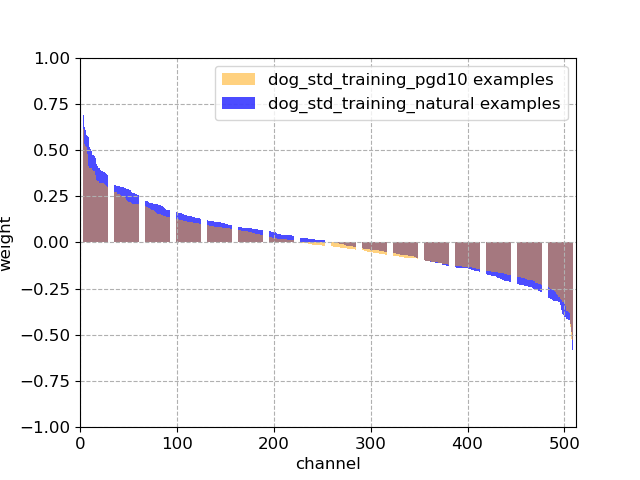 dog_std_training_pgd10 examples
dog_std_training_natural examples
1.00
0.75
0.50
0.25
0.00
−0.25
−0.50
−0.75
−1.00
weight
0 100 200 300 400 500
channel